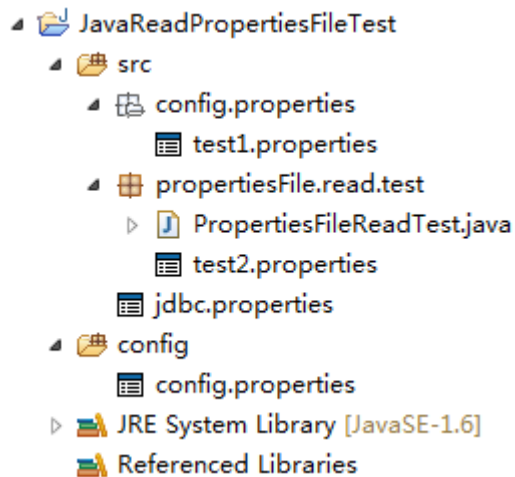 JavaReadPropertiesFileTest
src
config.properties
test1.properties
propertiesFile.read.test
PropertiesFileReadTest.java
test2.properties
jdbc.properties
config
config.properties
JRE System Library [JavaSE-1.6]
Referenced Libraries